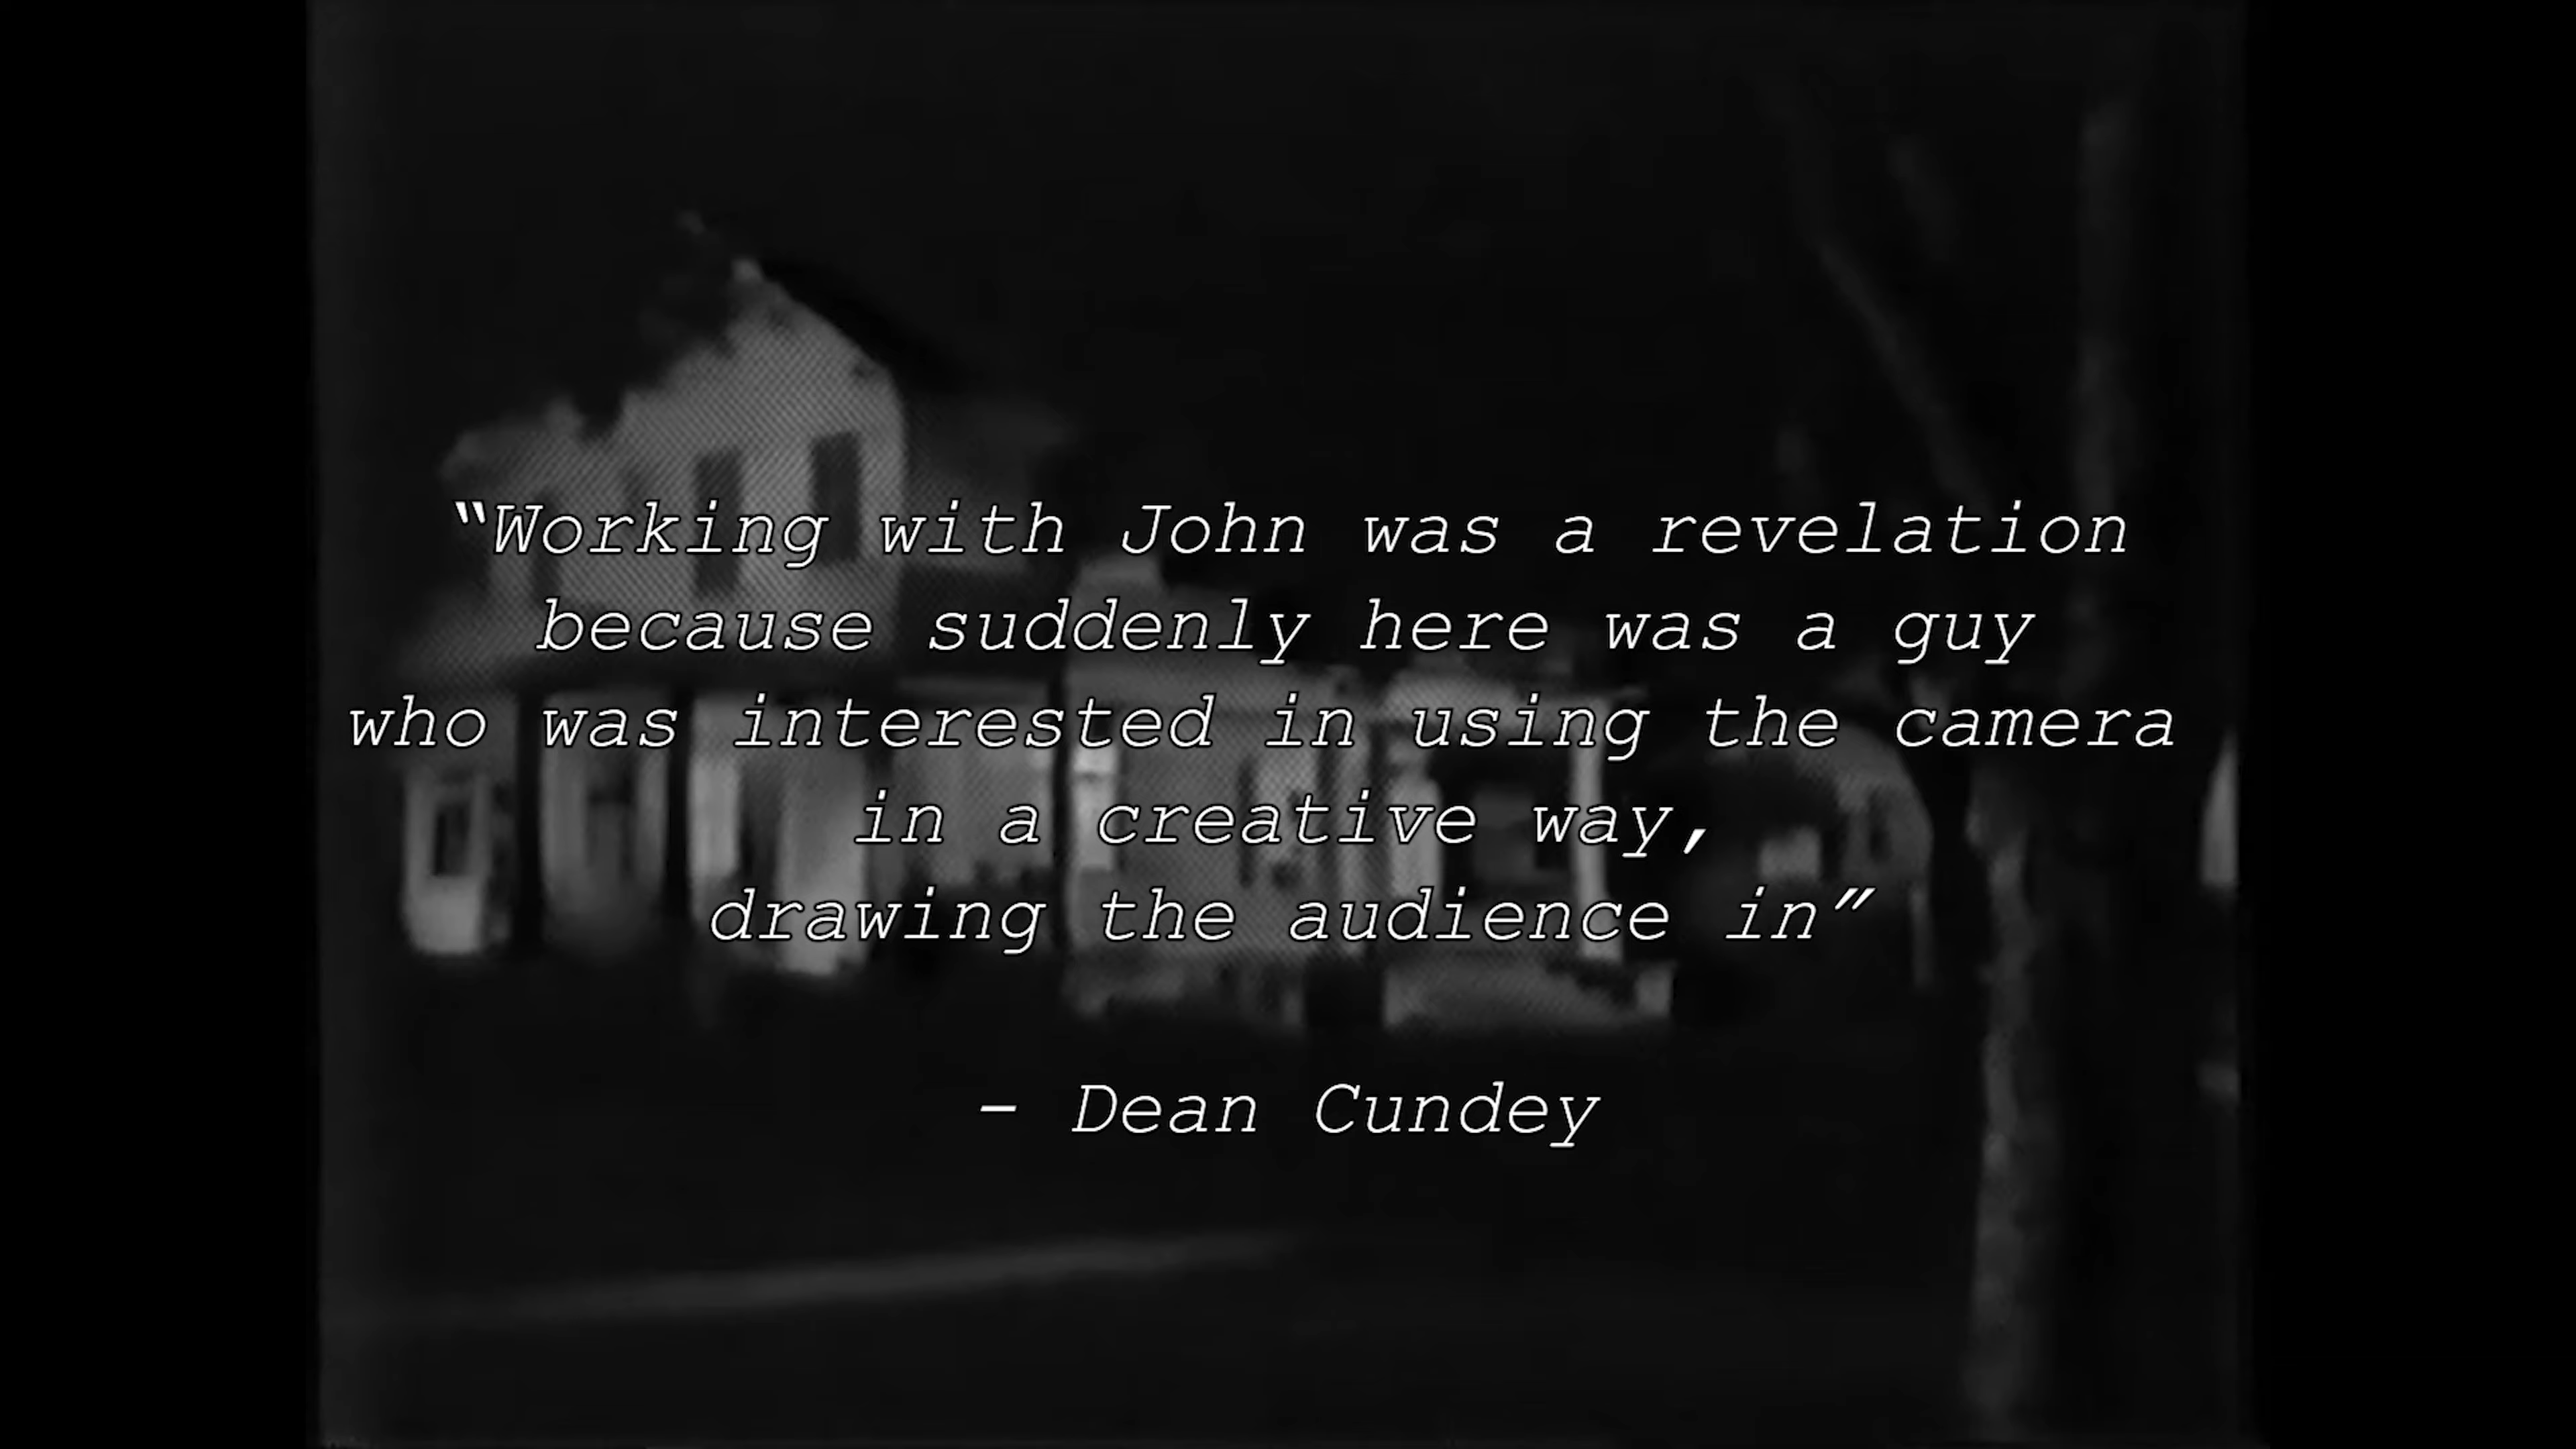 “Working with John was a revelation
because suddenly here was a guy
who was interested in using the camera
in a creative way,
drawing the audience in”
- Dean Cundey